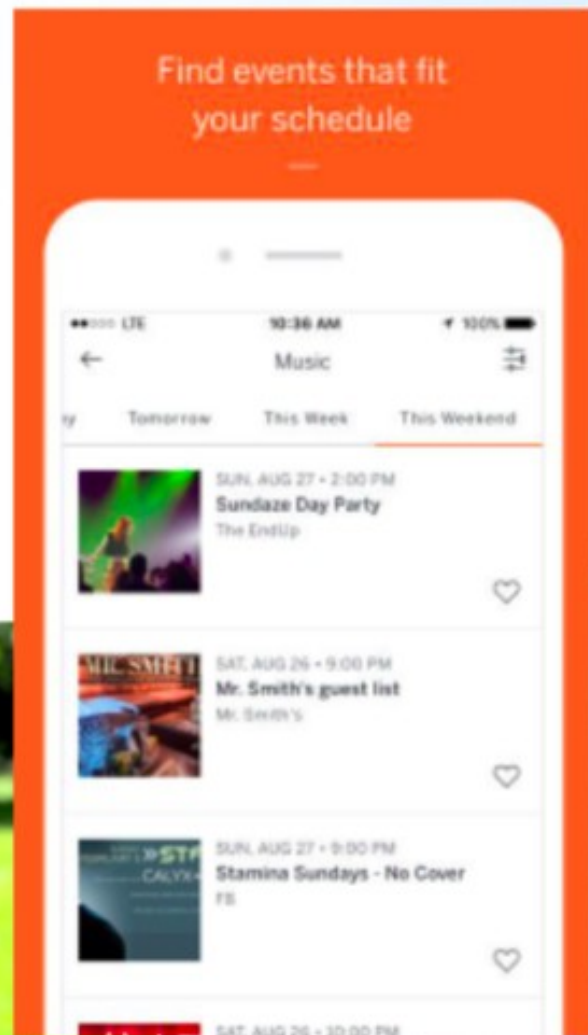 Find events that fit
your schedule
LTE 10:36 AM 100%
Music
Tomorrow This Week This Weekend
SUN, AUG 27 • 2:00 PM
Sundaze Day Party
The EndUp
MR. SMITH
SAT, AUG 26 • 9:00 PM
Mr. Smith's guest list
Mr. Smith's
SUN, AUG 27 • 9:00 PM
Stamina Sundays - No Cover
F8
CALYX
SAT, AUG 26 • 10:00 PM